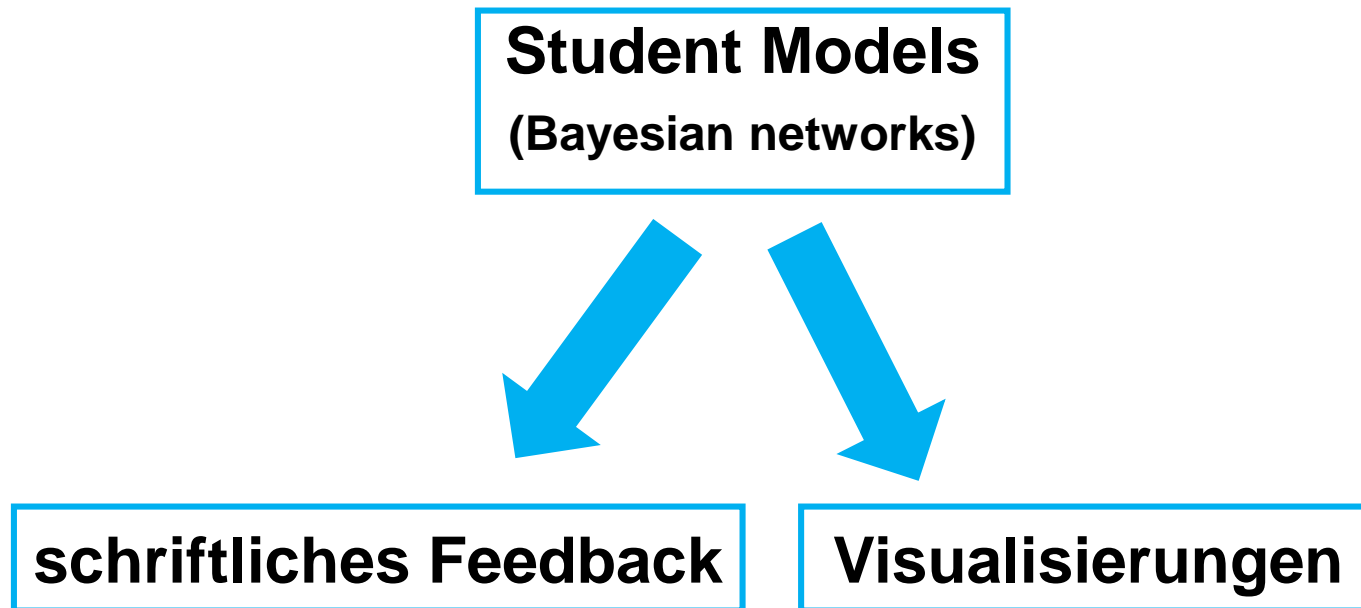 Student Models
(Bayesian networks)
schriftliches Feedback
Visualisierungen